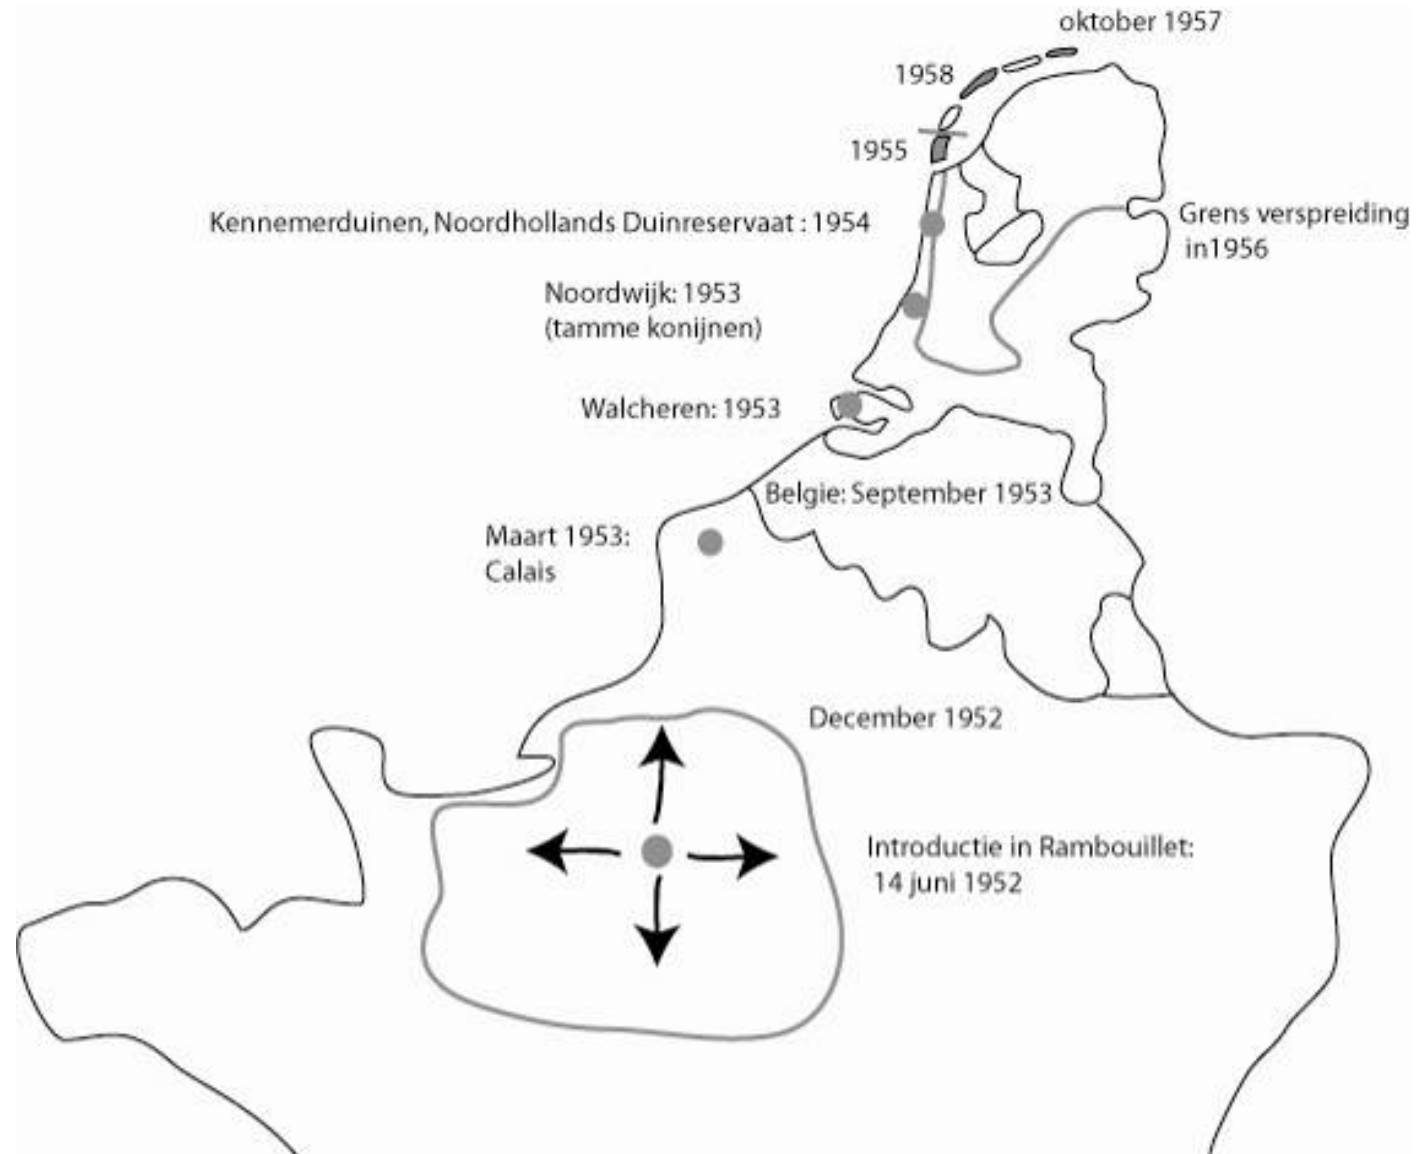 oktober 1957
1958
1955
Kennemerduinen, Noordhollands Duinreservaat : 1954
Grens verspreiding
in1956
Noordwijk: 1953
(tamme konijnen)
Walcheren: 1953
Belgie: September 1953
Maart 1953:
Calais
December 1952
Introductie in Rambouillet:
14 juni 1952